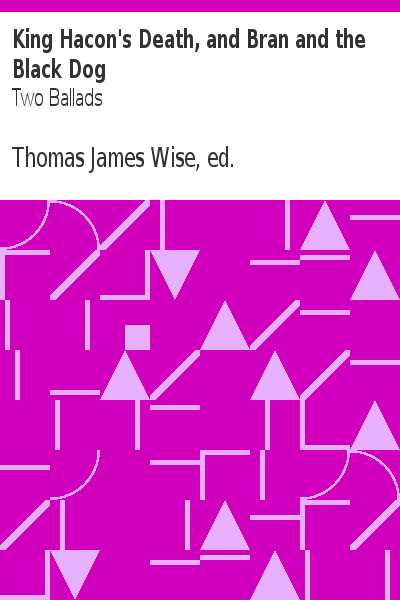 King Hacon's Death, and Bran and the
Black Dog
Two Ballads
Thomas James Wise, ed.